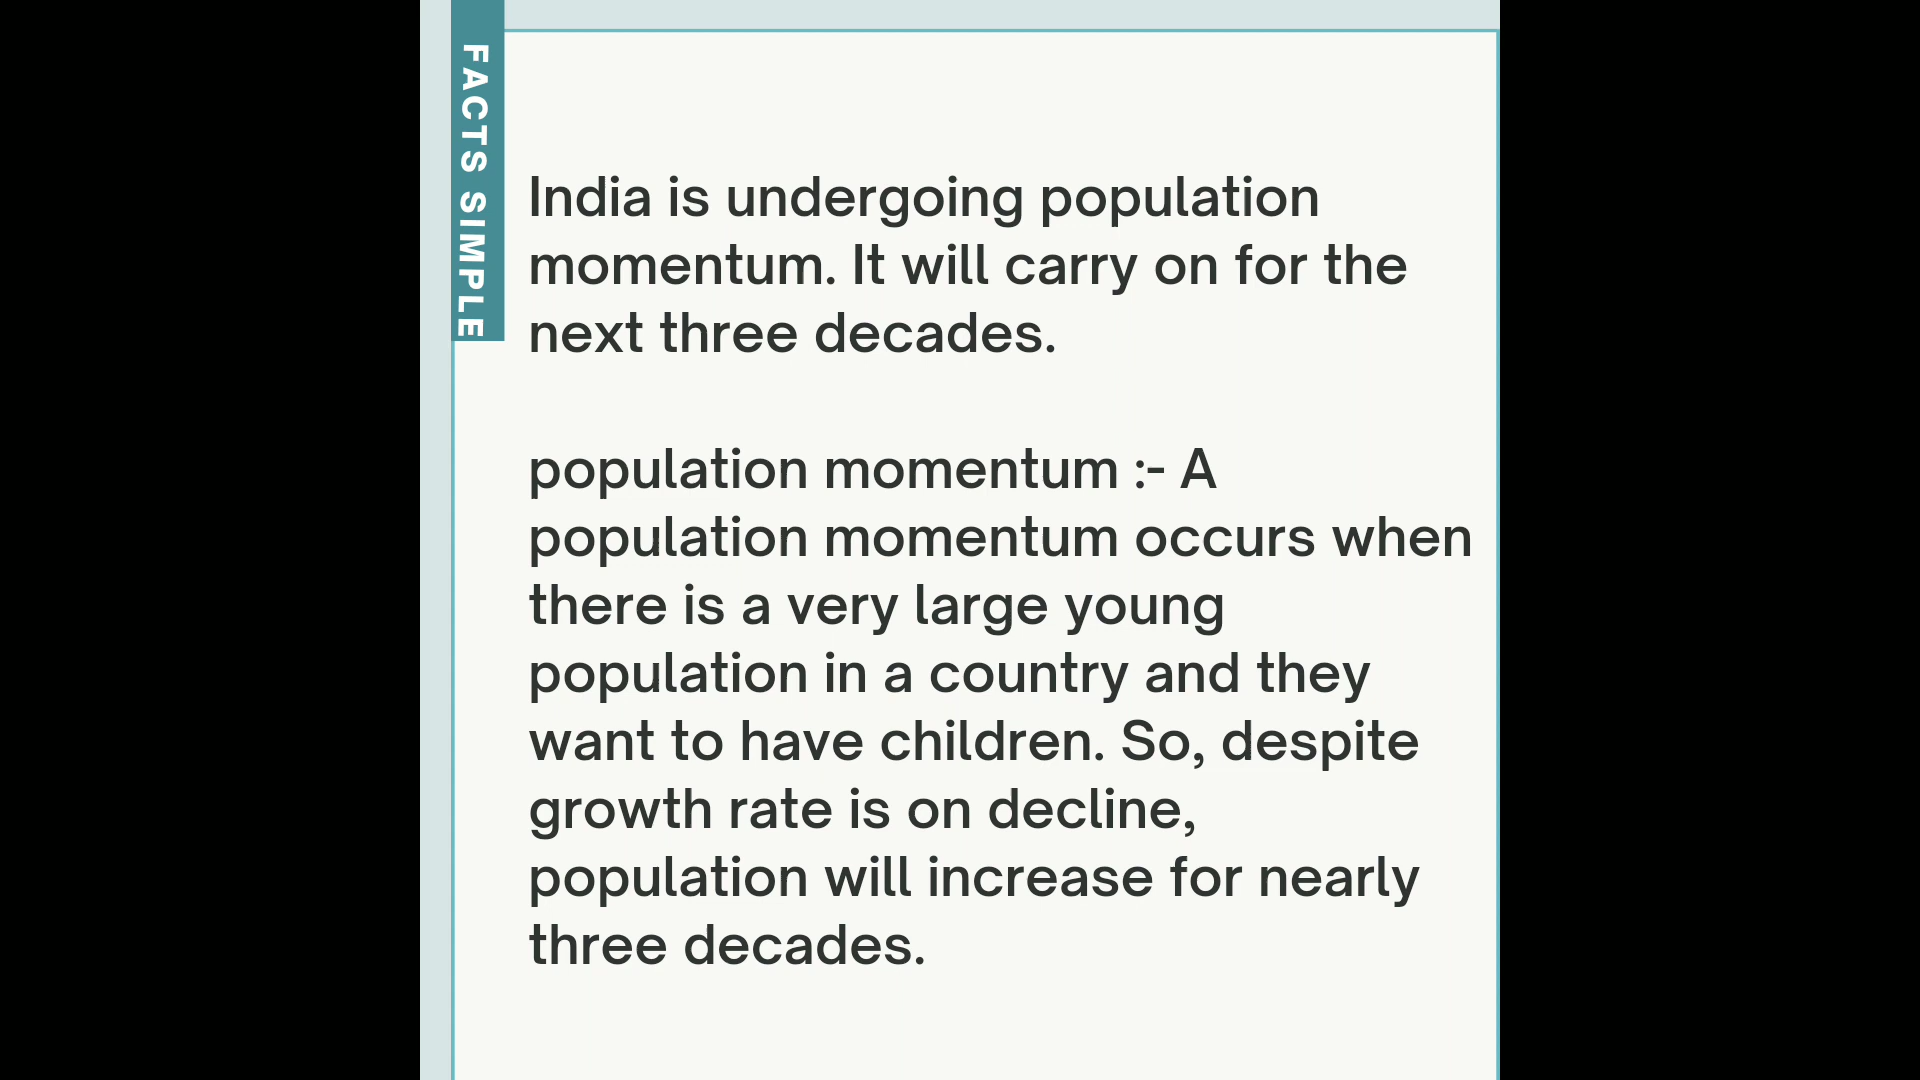 FACTS SIMPLE
India is undergoing population
momentum. It will carry on for the
next three decades.
population momentum :- A
population momentum occurs when
there is a very large young
population in a country and they
want to have children. So, despite
growth rate is on decline,
population will increase for nearly
three decades.